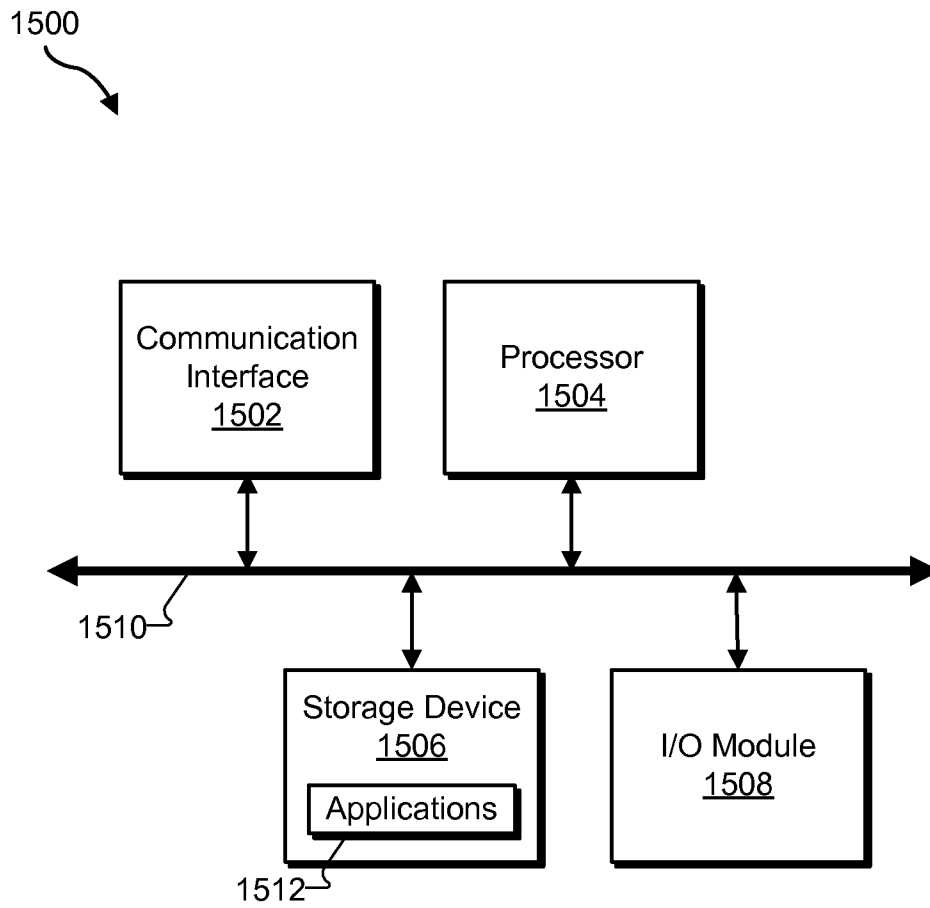 1500
Communication
Interface
1502
Processor
1504
1510
Storage Device
1506
Applications
1512
I/O Module
1508